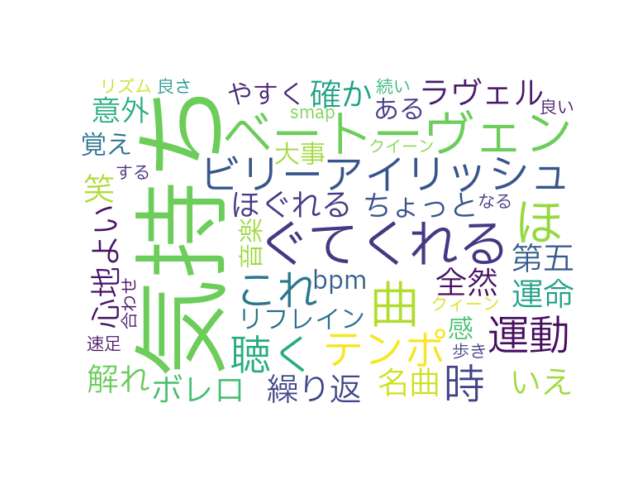 リズム
良さ
やすく
確か
続い
ラヴェル
意外
smap
ある
良い
気持ち
ベートーヴェン
覚え
大事
クイーン
する
ビリーアイリッシュ
笑
ほぐれる
ちょっと
なる
ほ
心地よい
音楽
ぐてくれる
第五
合わせ
これ
bpm
全然
運命
曲
クィーン
リフレイン
感
運動
速足
聴く
テンポ
歩き
解れ
ボレロ
繰り返
名曲
時
いえ